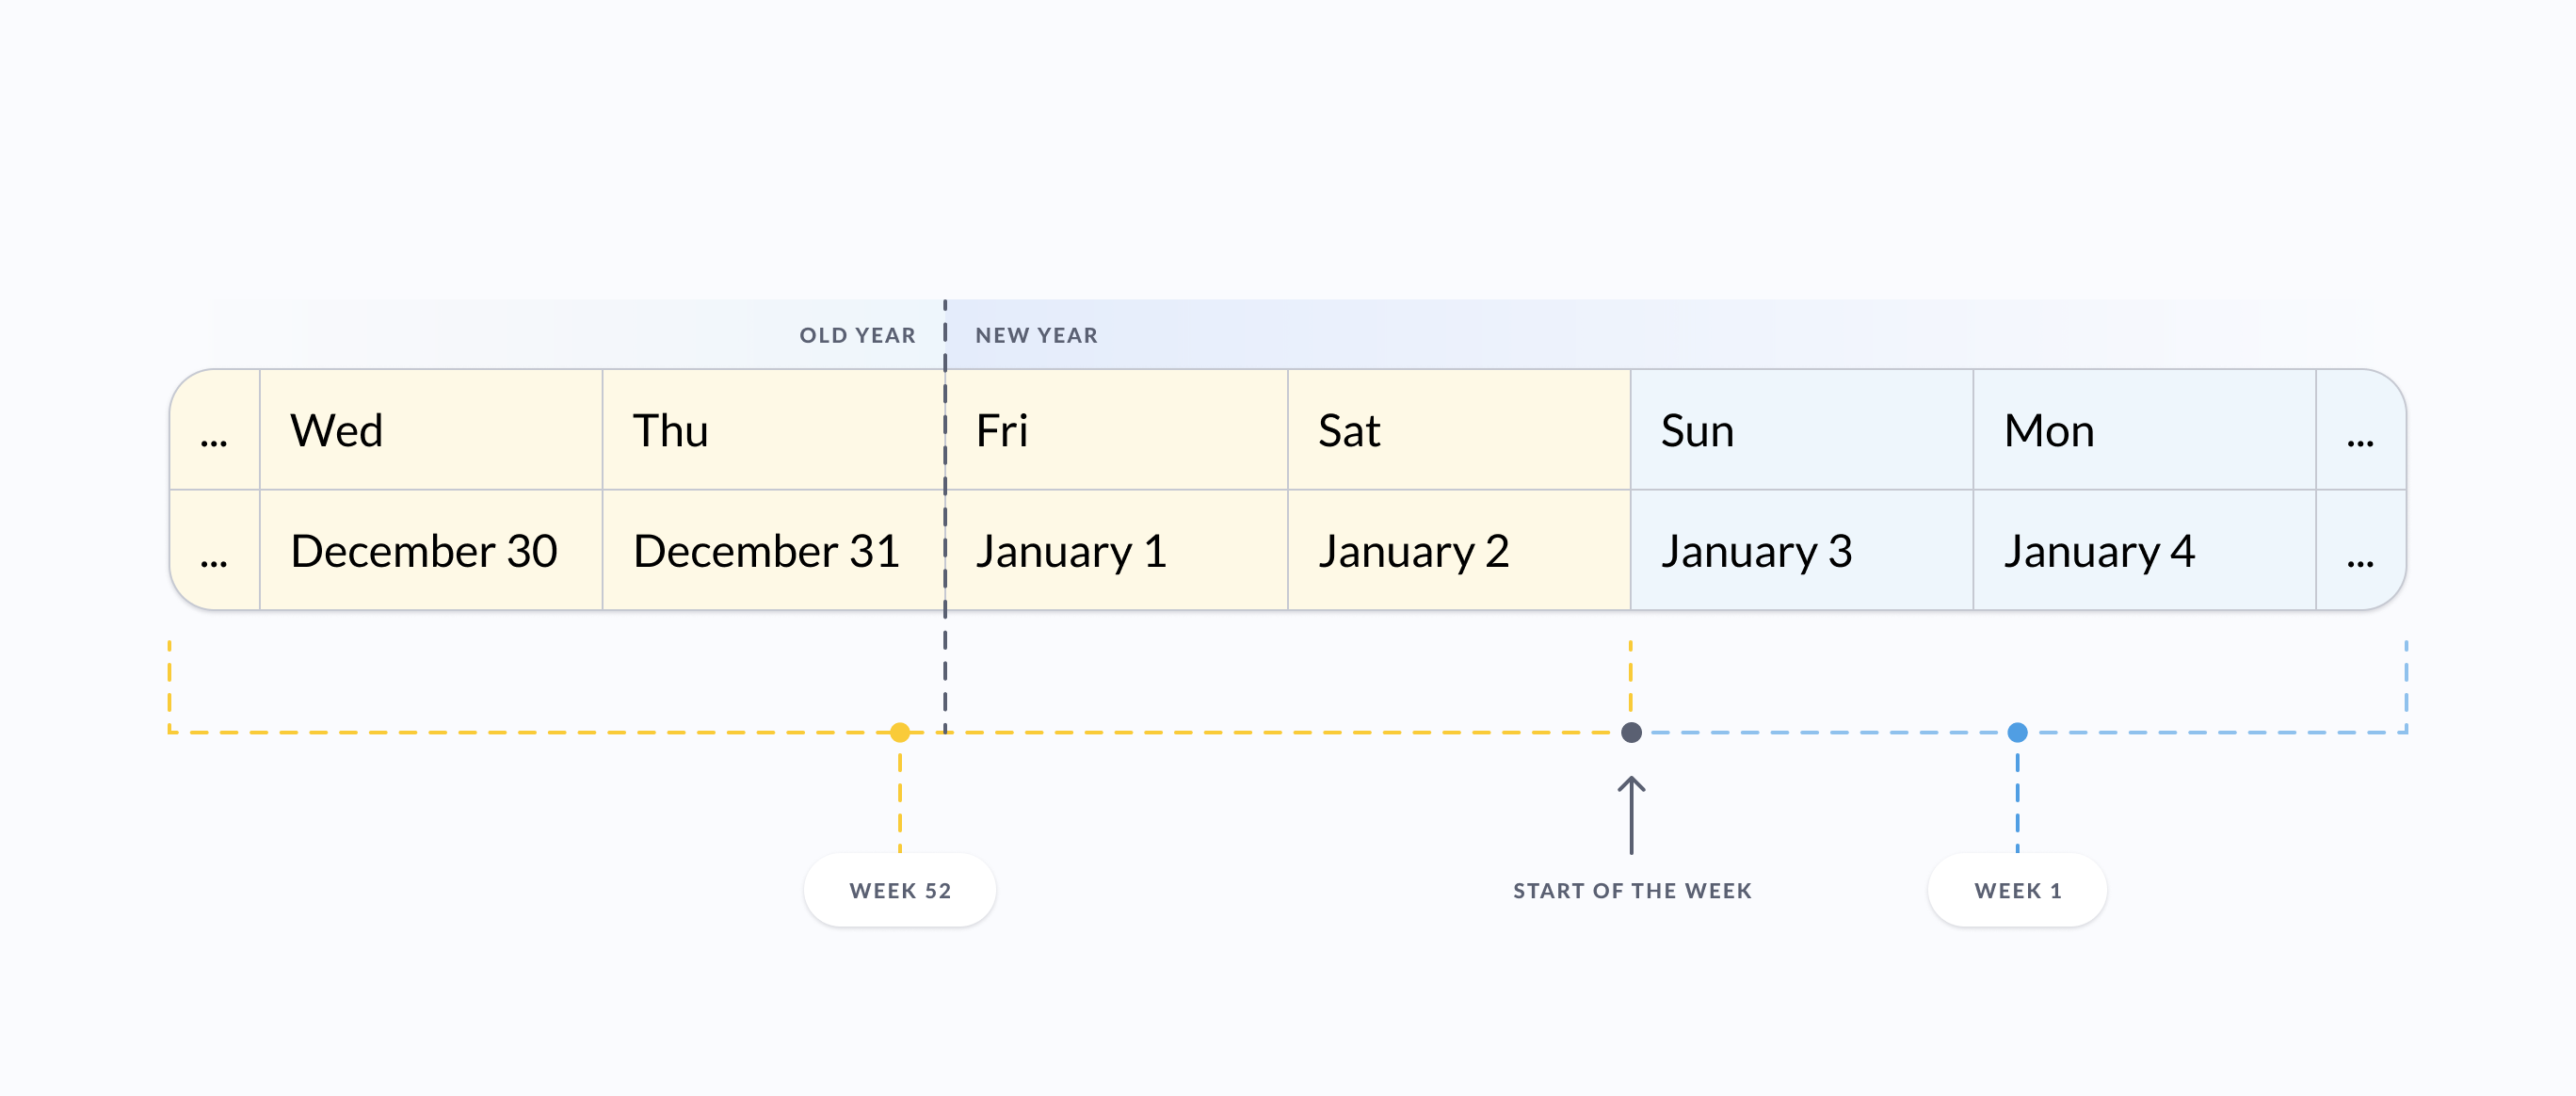 OLD YEAR NEW YEAR
... Wed Thu Fri Sat Sun Mon ...
... December 30 December 31 January 1 January 2 January 3 January 4 ...
WEEK 52 START OF THE WEEK WEEK 1